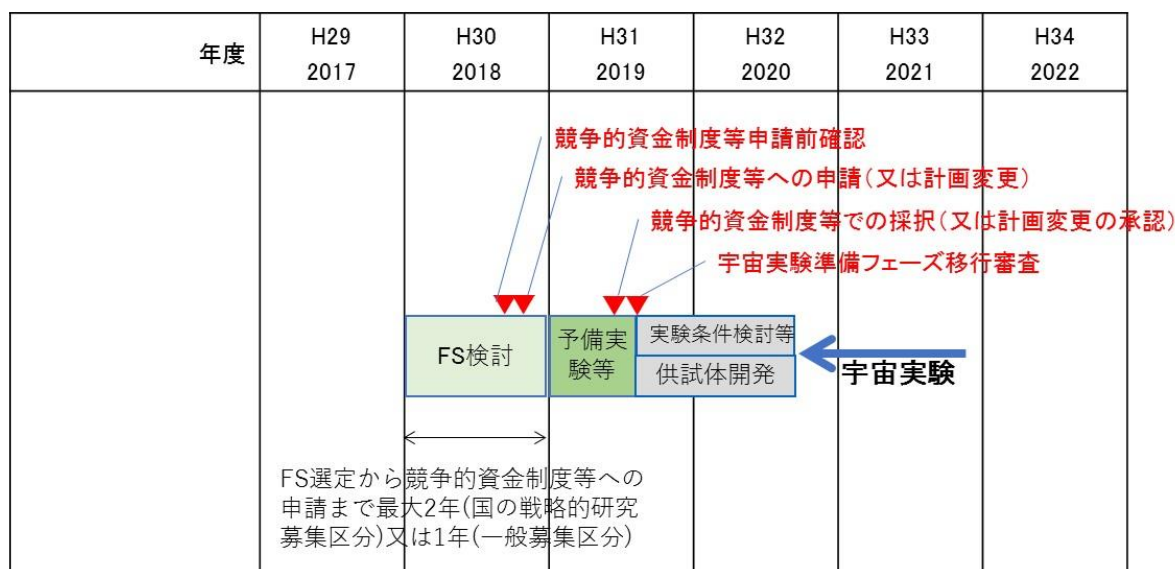 年度
H29
2017
H30
2018
H31
2019
H32
2020
H33
2021
H34
2022
競争的資金制度等申請前確認
競争的資金制度等への申請(又は計画変更)
競争的資金制度等での採択(又は計画変更の承認)
宇宙実験準備フェーズ移行審査
FS検討
予備実
験等
実験条件検討等
供試体開発
宇宙実験
FS選定から競争的資金制度等への
申請まで最大2年(国の戦略的研究
募集区分)又は1年(一般募集区分)